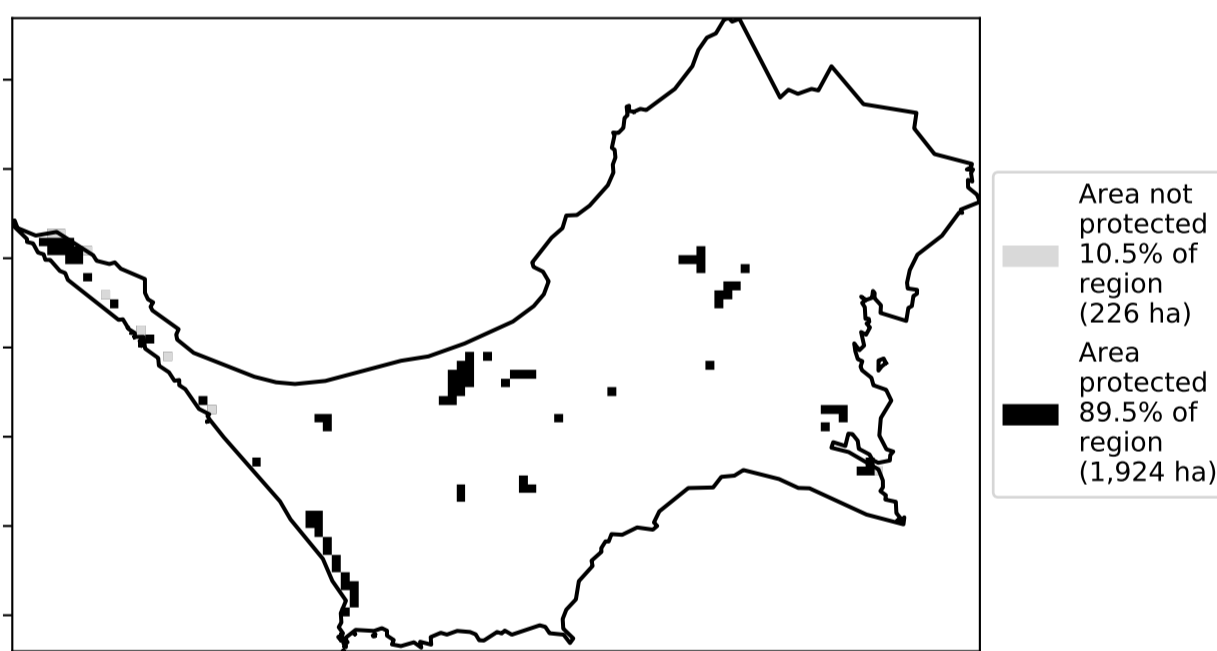 Area not
protected
10.5% of
region
(226 ha)
Area
protected
89.5% of
region
(1,924 ha)